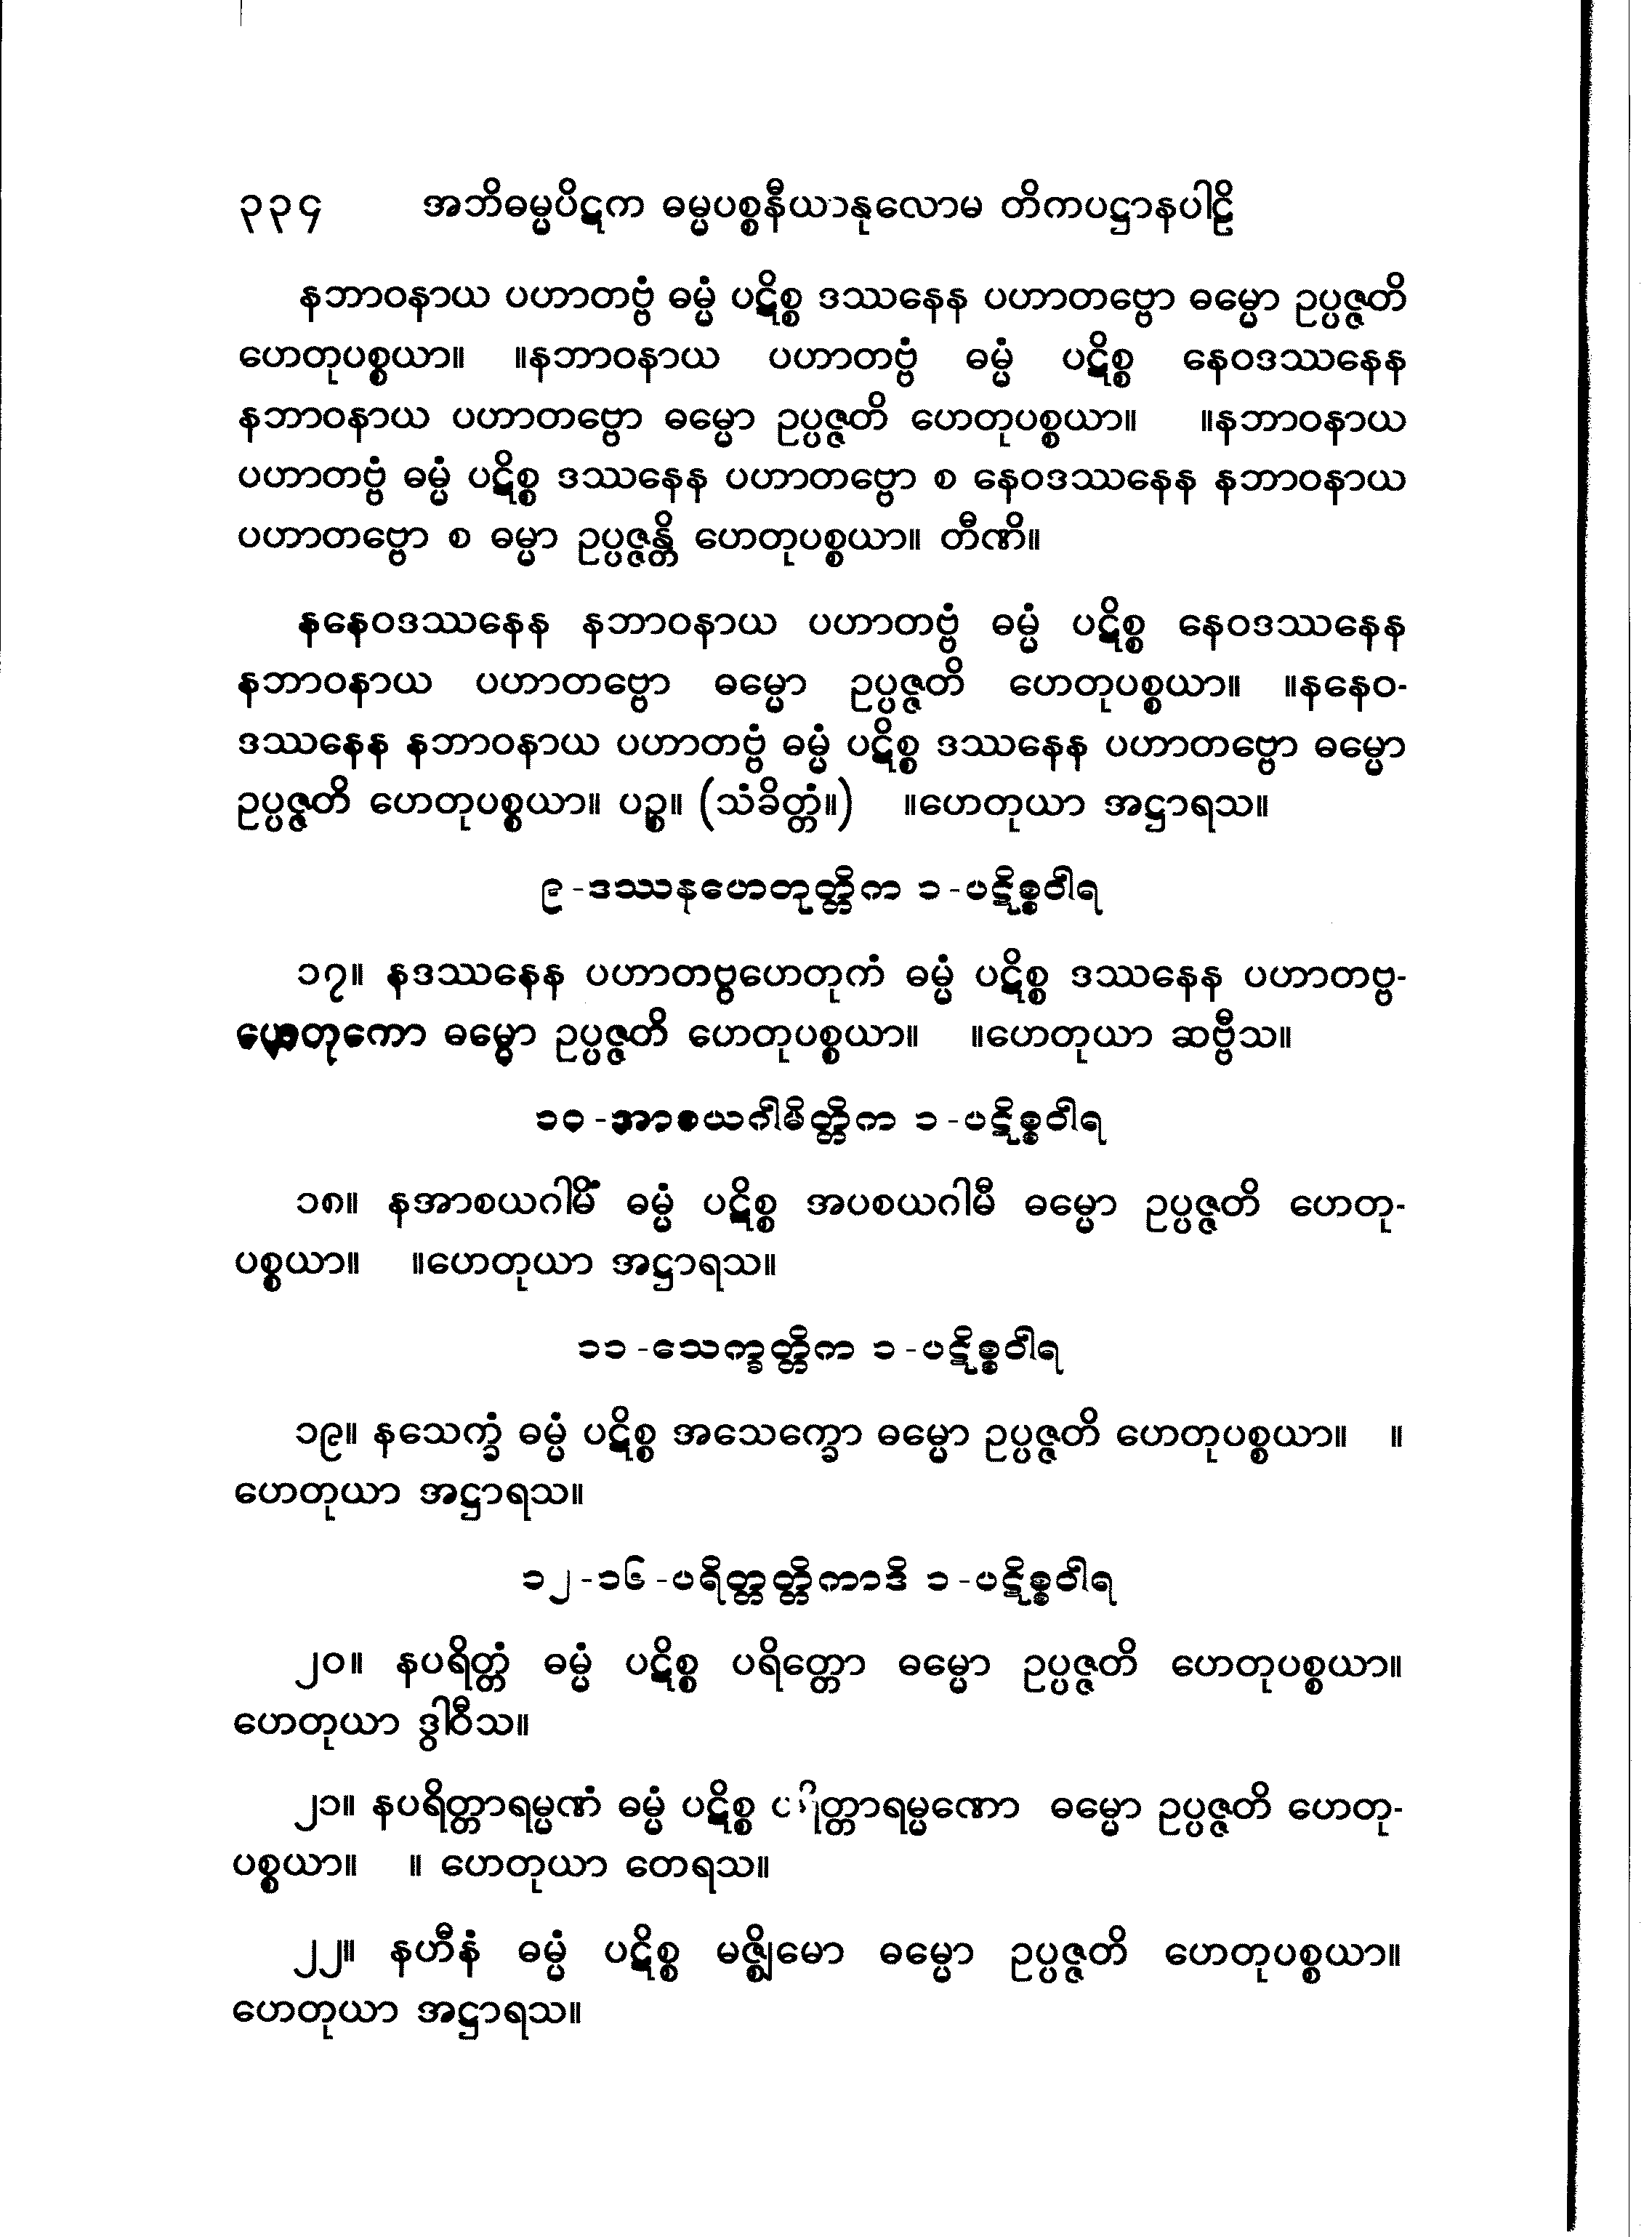 ၃၃၄ အဘိဓမ္မပိဋက ဓမ္မပစ္စနီယာနုလောမ တိကပဋ္ဌာနပါဠိ
နဘာဝနာယ ပဟာတဗ္ဗံ ဓမ္မံ ပဋိစ္စ ဒဿနေန ပဟာတဗ္ဗော ဓမ္မော ဥပ္ပဇ္ဇတိ
ဟေတုပစ္စယာ။ ။နဘာဝနာယ ပဟာတဗ္ဗံ ဓမ္မံ ပဋိစ္စ နေဝဒဿနေန
နဘာဝနာယ ပဟာတဗ္ဗော ဓမ္မော ဥပ္ပဇ္ဇတိ ဟေတုပစ္စယာ။ ။နဘာဝနာယ
ပဟာတဗ္ဗံ ဓမ္မံ ပဋိစ္စ ဒဿနေန ပဟာတဗ္ဗော စ နေဝဒဿနေန နဘာဝနာယ
ပဟာတဗ္ဗော စ ဓမ္မာ ဥပ္ပဇ္ဇန္တိ ဟေတုပစ္စယာ။ တီဏိ။
နနေဝဒဿနေန နဘာဝနာယ ပဟာတဗ္ဗံ ဓမ္မံ ပဋိစ္စ နေဝဒဿနေန
နဘာဝနာယ ပဟာတဗ္ဗော ဓမ္မော ဥပ္ပဇ္ဇတိ ဟေတုပစ္စယာ။ ။နနေဝ-
ဒဿနေန နဘာဝနာယ ပဟာတဗ္ဗံ ဓမ္မံ ပဋိစ္စ ဒဿနေန ပဟာတဗ္ဗော ဓမ္မော
ဥပ္ပဇ္ဇတိ ဟေတုပစ္စယာ။ ပဉ္စ။ (သံခိတ္တံ။) ။ဟေတုယာ အဋ္ဌာရသ။
၉-ဒဿနဟေတုတ္တိက ၁-ပဋိစ္စဝါရ
၁၇။ နဒဿနေန ပဟာတဗ္ဗဟေတုကံ ဓမ္မံ ပဋိစ္စ ဒဿနေန ပဟာတဗ္ဗ-
ဟေတုကော ဓမ္မော ဥပ္ပဇ္ဇတိ ဟေတုပစ္စယာ။ ။ဟေတုယာ ဆဗ္ဗီသ။
၁၀-အာစယဂါမိတ္တိက ၁-ပဋိစ္စဝါရ
၁၈။ နအာစယဂါမိံ ဓမ္မံ ပဋိစ္စ အပစယဂါမီ ဓမ္မော ဥပ္ပဇ္ဇတိ ဟေတု-
ပစ္စယာ။ ။ဟေတုယာ အဋ္ဌာရသ။
၁၁-သေက္ခတ္တိက ၁-ပဋိစ္စဝါရ
၁၉။ နသေက္ခံ ဓမ္မံ ပဋိစ္စ အသေက္ခော ဓမ္မော ဥပ္ပဇ္ဇတိ ဟေတုပစ္စယာ။ ။
ဟေတုယာ အဋ္ဌာရသ။
၁၂-၁၆-ပရိတ္တတ္တိကာဒိ ၁-ပဋိစ္စဝါရ
၂၀။ နပရိတ္တံ ဓမ္မံ ပဋိစ္စ ပရိတ္တော ဓမ္မော ဥပ္ပဇ္ဇတိ ဟေတုပစ္စယာ။
ဟေတုယာ ဒွါဝီသ။
၂၁။ နပရိတ္တာရမ္မဏံ ဓမ္မံ ပဋိစ္စ ပရိတ္တာရမ္မဏော ဓမ္မော ဥပ္ပဇ္ဇတိ ဟေတု-
ပစ္စယာ။ ။ ဟေတုယာ တေရသ။
၂၂။ နဟီနံ ဓမ္မံ ပဋိစ္စ မဇ္ဈိမော ဓမ္မော ဥပ္ပဇ္ဇတိ ဟေတုပစ္စယာ။
ဟေတုယာ အဋ္ဌာရသ။